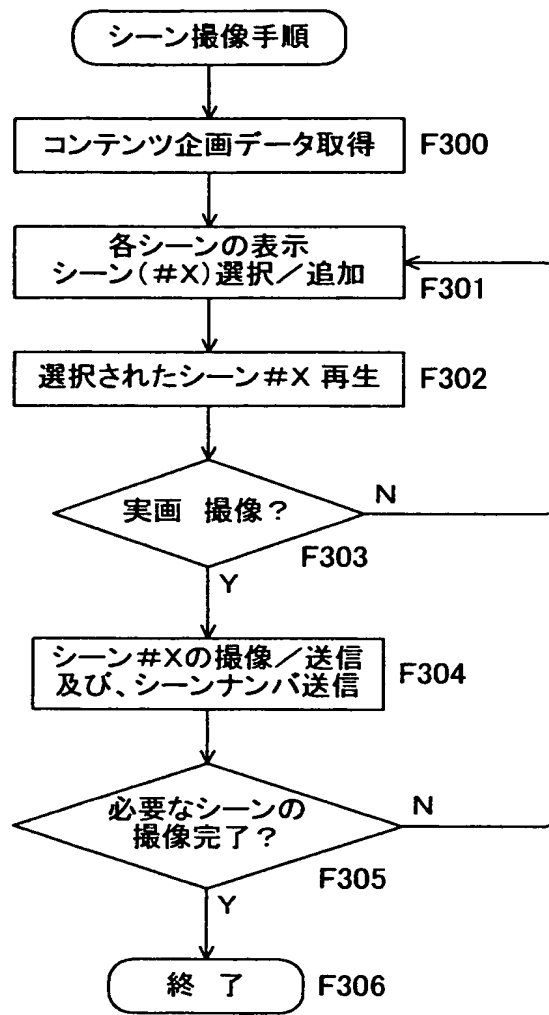 シーン撮像手順
コンテンツ企画データ取得
F300
各シーンの表示
シーン(#X)選択/追加
F301
選択されたシーン#X 再生
F302
実画 撮像?
N
F303
Y
シーン#Xの撮像/送信
及び、シーンナンバ送信
F304
必要なシーンの
撮像完了?
N
F305
Y
終 了
F306